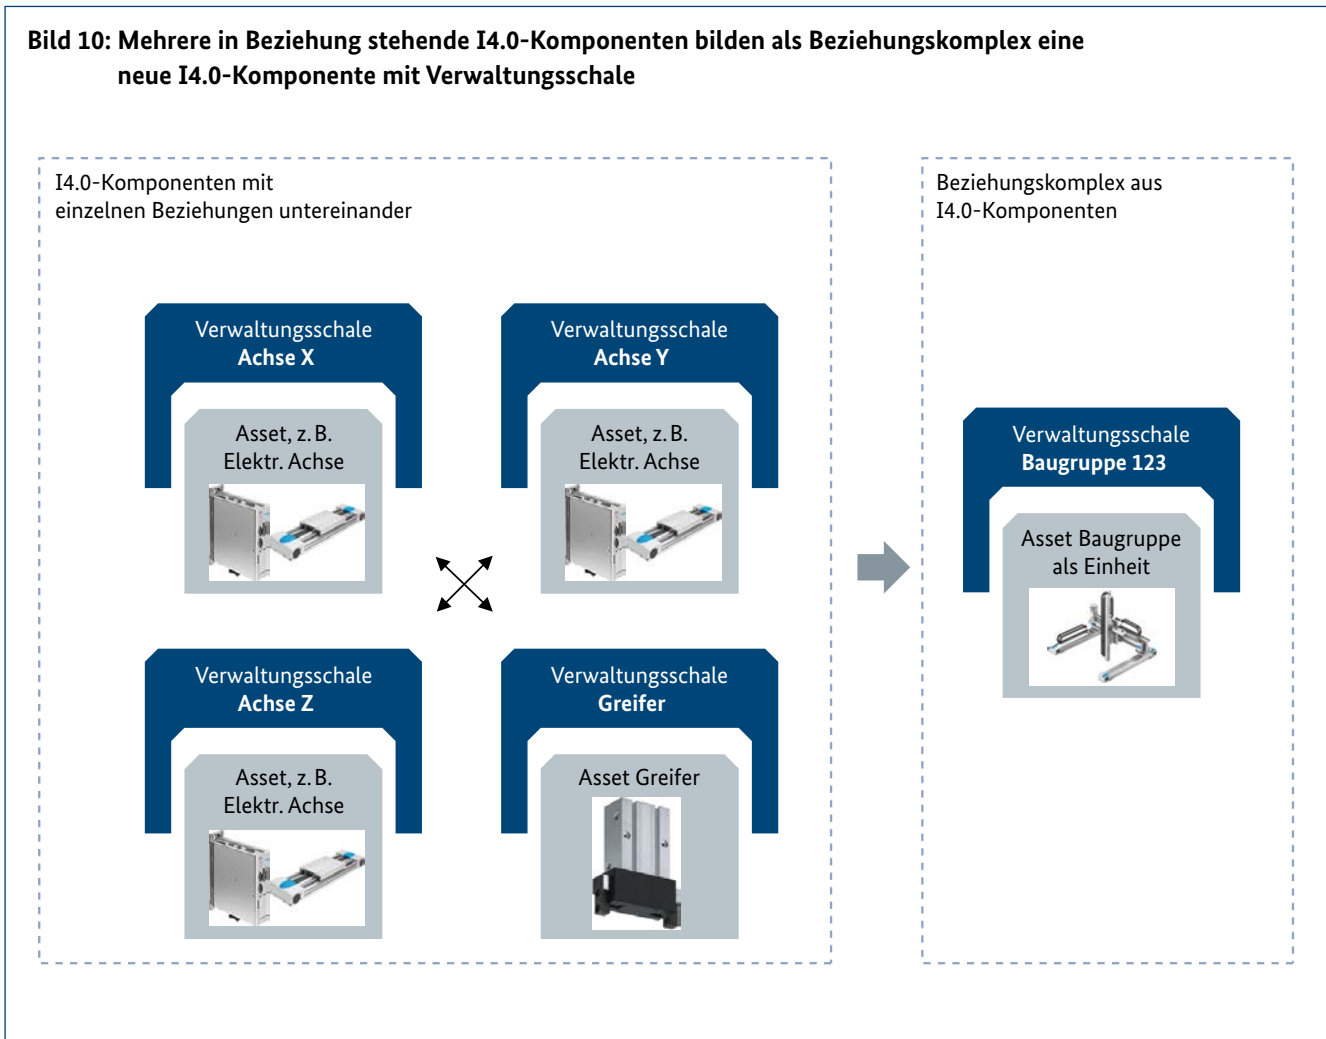 Bild 10: Mehrere in Beziehung stehende I4.0-Komponenten bilden als Beziehungskomplex eine
neue I4.0-Komponente mit Verwaltungsschale
I4.0-Komponenten mit
einzelnen Beziehungen untereinander
Verwaltungsschale
Achse X
Asset, z. B.
Elektr. Achse
Verwaltungsschale
Achse Y
Asset, z. B.
Elektr. Achse
Verwaltungsschale
Achse Z
Asset, z. B.
Elektr. Achse
Verwaltungsschale
Greifer
Asset Greifer
Beziehungskomplex aus
I4.0-Komponenten
Verwaltungsschale
Baugruppe 123
Asset Baugruppe
als Einheit